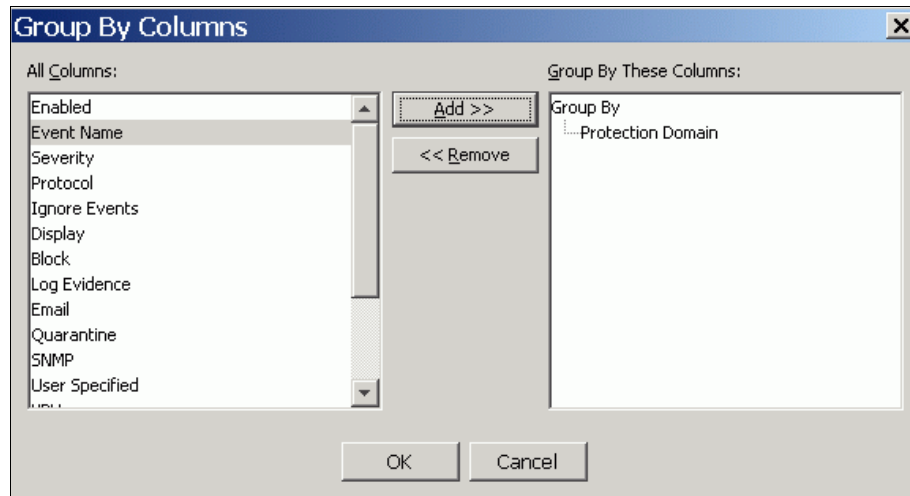 Group By Columns
All Columns:
Group By These Columns:
Enabled
Event Name
Severity
Protocol
Ignore Events
Display
Block
Log Evidence
Email
Quarantine
SNMP
User Specified
Add >>
<< Remove
Group By
Protection Domain
OK
Cancel